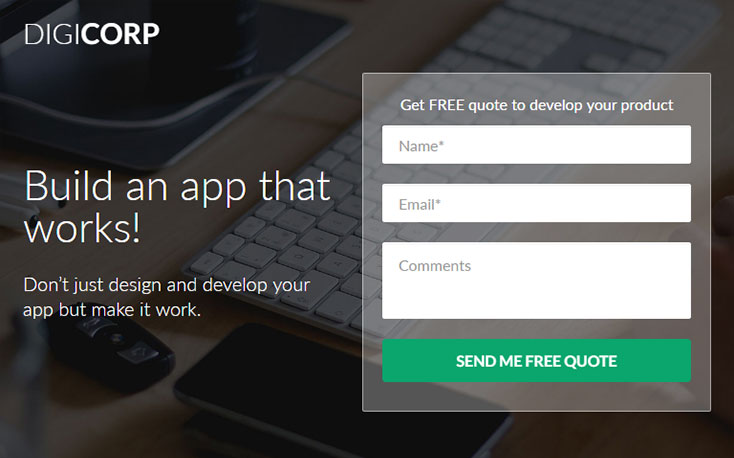 DIGICORP
Build an app that
works!
Don't just design and develop your
app but make it work.
Get FREE quote to develop your product
Name*
Email*
Comments
SEND ME FREE QUOTE